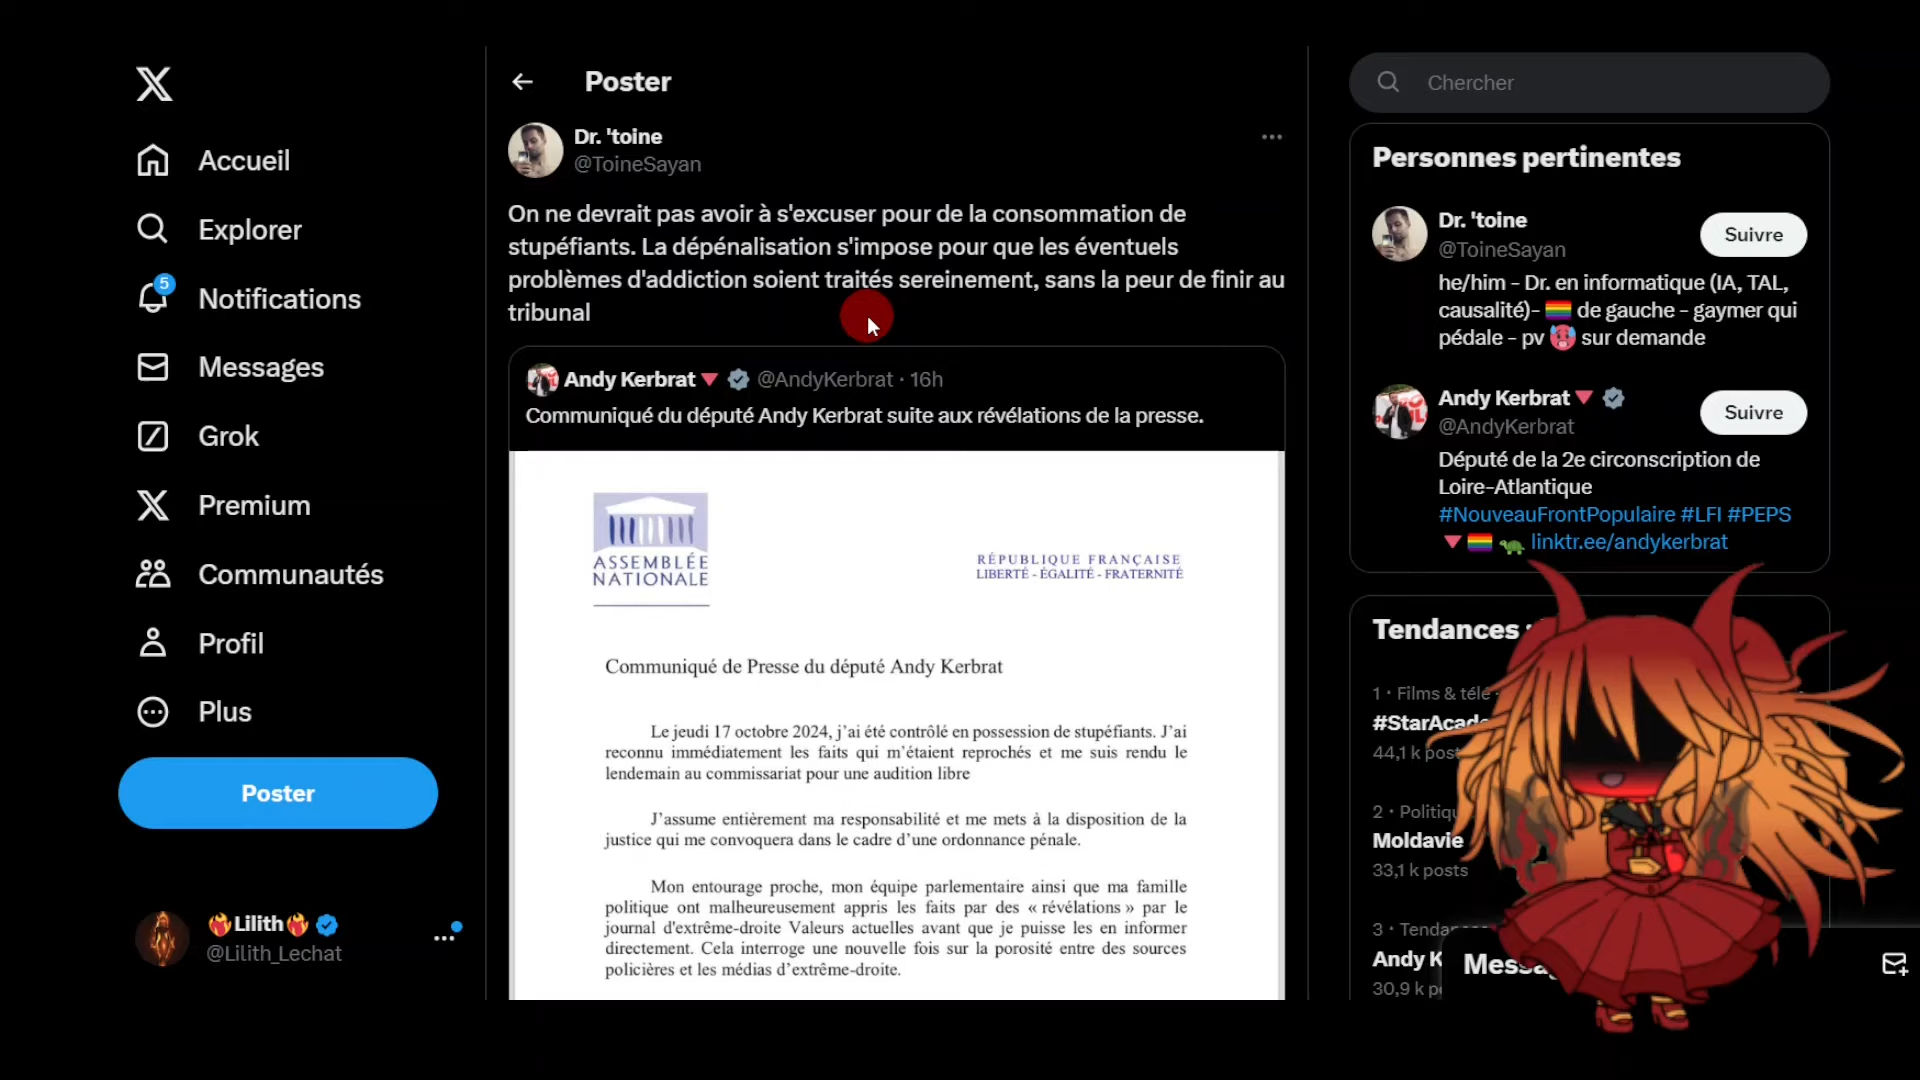 Accueil
Explorer
5
Notifications
Messages
Grok
Premium
Communautés
Profil
Plus
Poster
Lilith
@Lilith_Lechat
Poster
Dr. 'toine
@ToineSayan
On ne devrait pas avoir à s'excuser pour de la consommation de
stupéfiants. La dépénalisation s'impose pour que les éventuels
problèmes d'addiction soient traités sereinement, sans la peur de finir au
tribunal
Andy Kerbrat🔻 @AndyKerbrat · 16h
Communiqué du député Andy Kerbrat suite aux révélations de la presse.
ASSEMBLÉE
NATIONALE
RÉPUBLIQUE FRANÇAISE
LIBERTÉ - ÉGALITÉ - FRATERNITÉ
Communiqué de Presse du député Andy Kerbrat
Le jeudi 17 octobre 2024, j'ai été contrôlé en possession de stupéfiants. J'ai
reconnu immédiatement les faits qui m'étaient reprochés et me suis rendu le
lendemain au commissariat pour une audition libre
J'assume entièrement ma responsabilité et me mets à la disposition de la
justice qui me convoquera dans le cadre d'une ordonnance pénale.
Mon entourage proche, mon équipe parlementaire ainsi que ma famille
politique ont malheureusement appris les faits par des « révélations » par le
journal d'extrême-droite Valeurs actuelles avant que je puisse les en informer
directement. Cela interroge une nouvelle fois sur la porosité entre des sources
policières et les médias d'extrême-droite.
Chercher
Personnes pertinentes
Dr. 'toine
@ToineSayan
Suivre
he/him - Dr. en informatique (IA, TAL,
causalité)- 🏳️‍🌈 de gauche - gaymer qui
pédale - pv 🥵 sur demande
Andy Kerbrat🔻
@AndyKerbrat
Suivre
Député de la 2e circonscription de
Loire-Atlantique
#NouveauFrontPopulaire #LFI #PEPS
🔻🏳️‍🌈🐢 linktr.ee/andykerbrat
Tendances
1 · Films & télé
#StarAcad
44,1 k post
2 · Politiqu
Moldavie
33,1 k posts
3 · Tendan
Andy K
30,9 k po
Messa